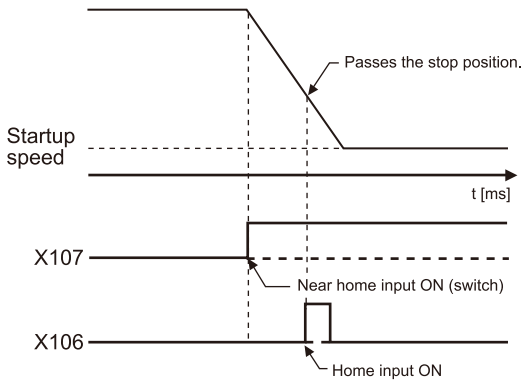 Passes the stop position.
Startup
speed
t [ms]
X107
Near home input ON (switch)
X106
Home input ON